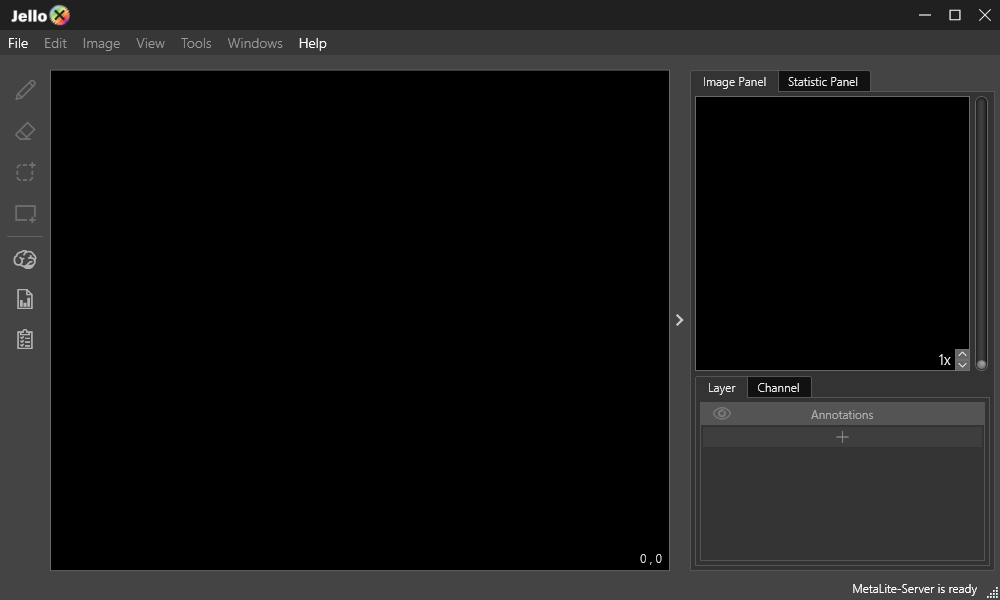 JelloX
File Edit Image View Tools Windows Help
Image Panel Statistic Panel
1x
Layer Channel
Annotations
0 , 0
MetaLite-Server is ready